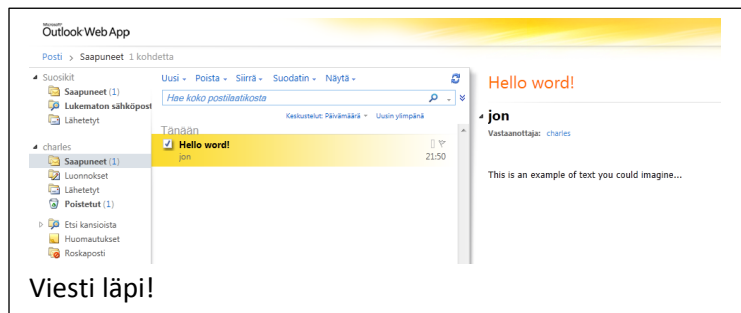 Microsoft
Outlook Web App
Posti > Saapuneet 1 kohdetta
Suosikit
Saapuneet (1)
Lukematon sähköpost
Lähetetyt
charles
Saapuneet (1)
Luonnokset
Lähetetyt
Poistetut (1)
Etsi kansioista
Huomautukset
Roskaposti
Uusi Poista Siirrä Suodatin Näytä
Hae koko postilaatikosta
Keskustelut: Päivämäärä Uusin ylimpänä
Tänään
Hello word!
jon 21:50
Hello word!
jon
Vastaanottaja: charles
This is an example of text you could imagine...
Viesti läpi!